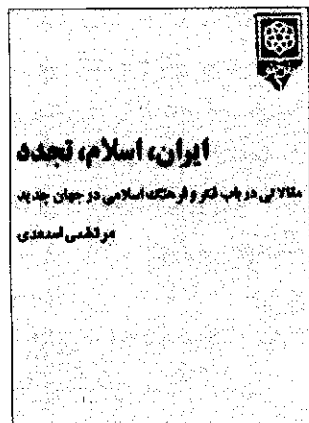 ایران، اسلام، تجدد
مقالاتی در باب فکر و فرهنگ اسلامی در جهان جدید
مرتضی اسعدی